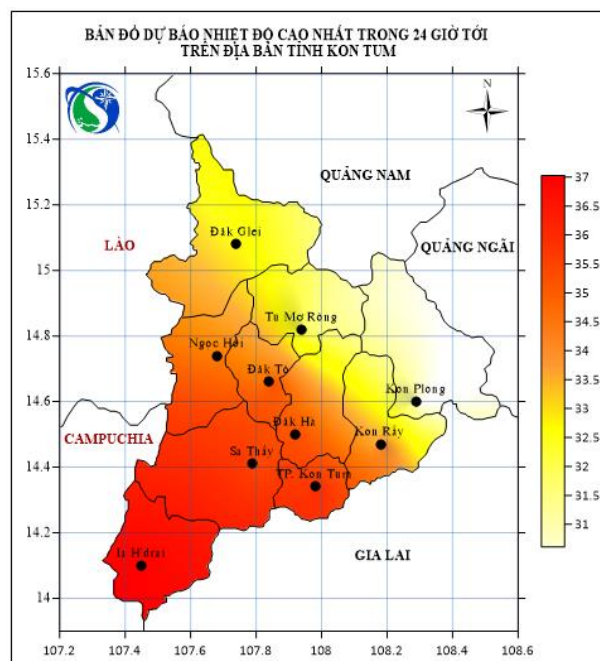 BẢN ĐỒ DỰ BÁO NHIỆT ĐỘ CAO NHẤT TRONG 24 GIỜ TỚI
TRÊN ĐỊA BÀN TỈNH KON TUM
15.6
15.4
15.2
15
14.8
14.6
14.4
14.2
14
107.2
107.4
107.6
107.8
108
108.2
108.4
108.6
N
QUẢNG NAM
QUẢNG NGÃI
LÀO
CAMPUCHIA
GIA LAI
Đăk Glei
Tu Mơ Rông
Ngọc Hồi
Đăk Tô
Kon Plong
Đăk Hà
Kon Rẫy
Sa Thầy
TP. Kon Tum
Ia H'drai
37
36.5
36
35.5
35
34.5
34
33.5
33
32.5
32
31.5
31